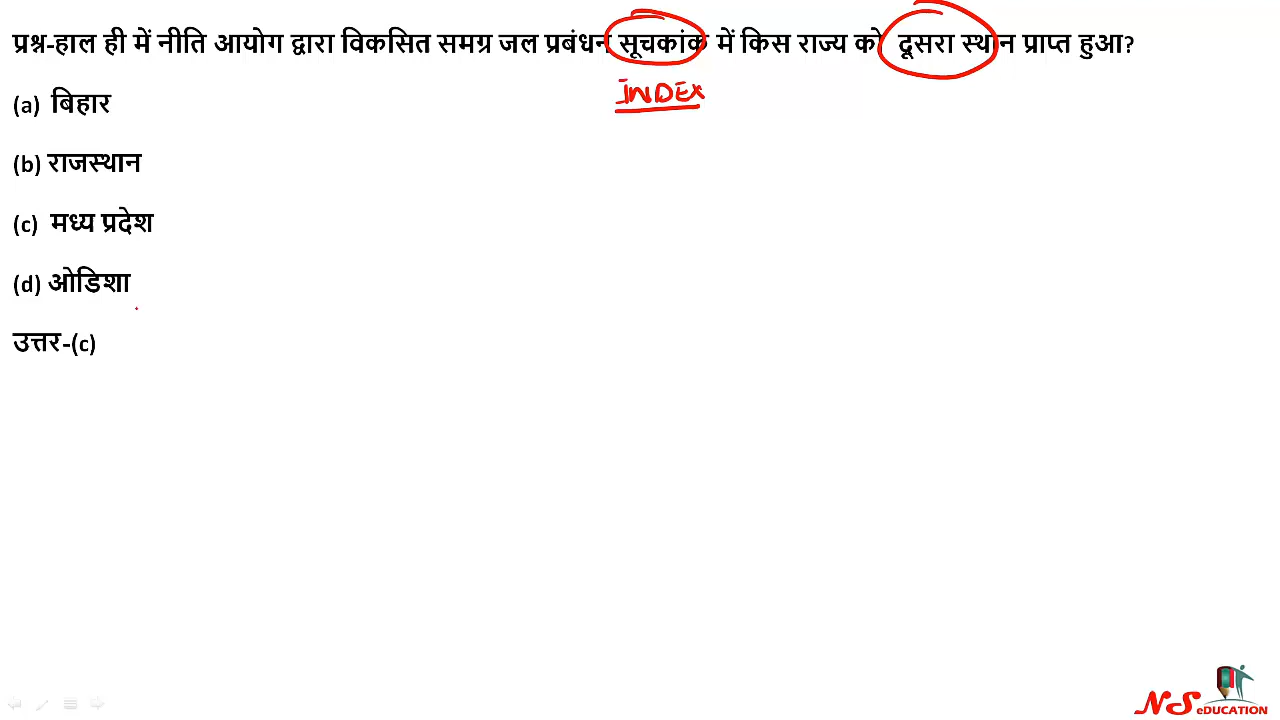 प्रश्न-हाल ही में नीति आयोग द्वारा विकसित समग्र जल प्रबंधन सूचकांक में किस राज्य को दूसरा स्थान प्राप्त हुआ?
INDEX
(a) बिहार
(b) राजस्थान
(c) मध्य प्रदेश
(d) ओडिशा
उत्तर-(c)
NS eDUCATION